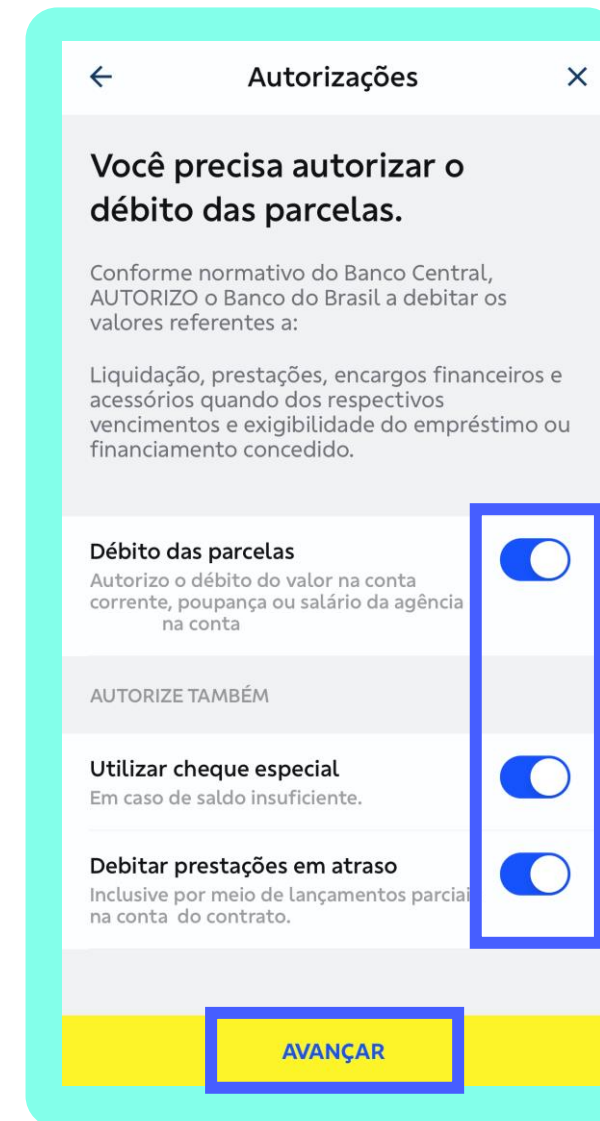 Autorizações
Você precisa autorizar o
débito das parcelas.
Conforme normativo do Banco Central,
AUTORIZO o Banco do Brasil a debitar os
valores referentes a:
Liquidação, prestações, encargos financeiros e
acessórios quando dos respectivos
vencimentos e exigibilidade do empréstimo ou
financiamento concedido.
Débito das parcelas
Autorizo o débito do valor na conta
corrente, poupança ou salário da agência
na conta
AUTORIZE TAMBÉM
Utilizar cheque especial
Em caso de saldo insuficiente.
Debitar prestações em atraso
Inclusive por meio de lançamentos parciai
na conta do contrato.
AVANÇAR